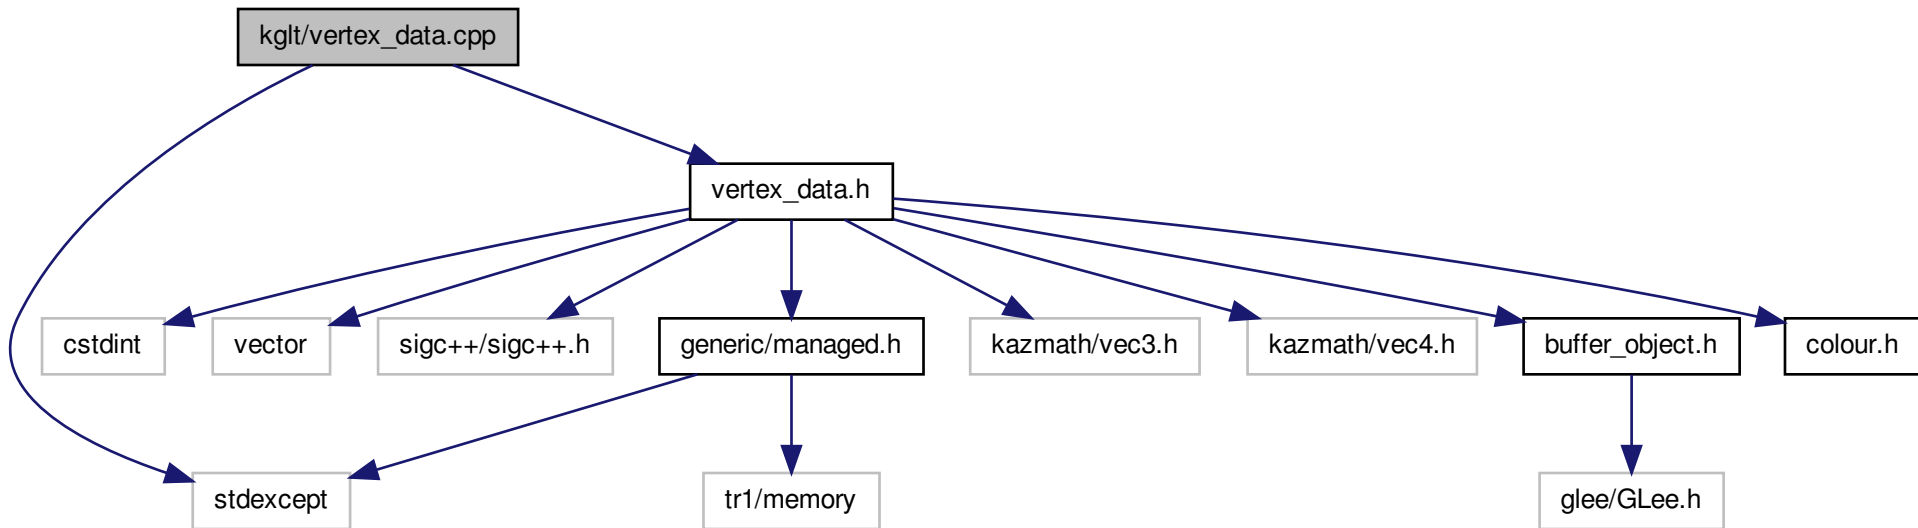 kglt/vertex_data.cpp
vertex_data.h
cstdint
vector
sigc++/sigc++.h
generic/managed.h
kazmath/vec3.h
kazmath/vec4.h
buffer_object.h
colour.h
stdexcept
tr1/memory
glee/GLee.h